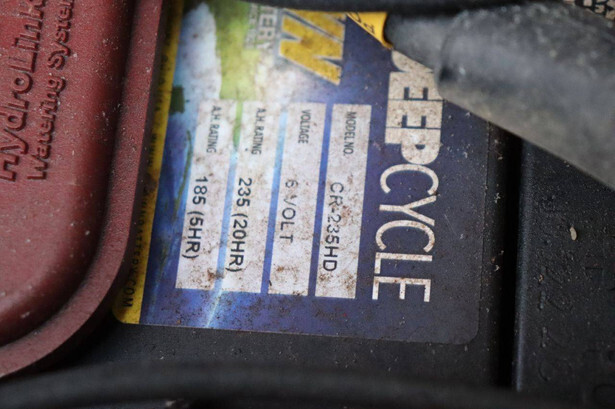 HydroLink
Watering System
DEEP CYCLE
MODEL NO. CR-235HD
VOLTAGE 6 VOLT
A.H. RATING 235 (20HR)
A.H. RATING 185 (5HR)